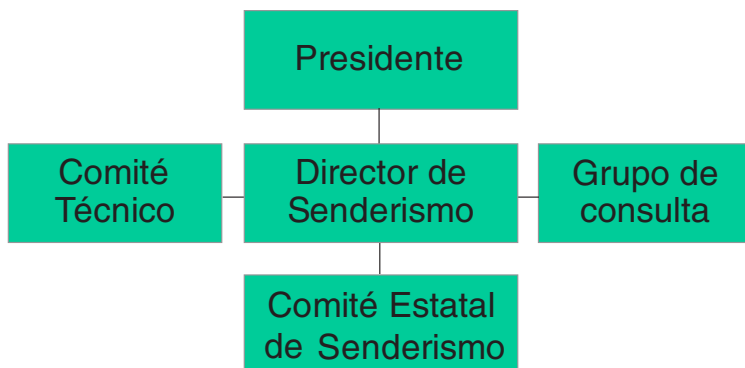 Presidente
Comité
Técnico
Director de
Senderismo
Grupo de
consulta
Comité Estatal
de Senderismo